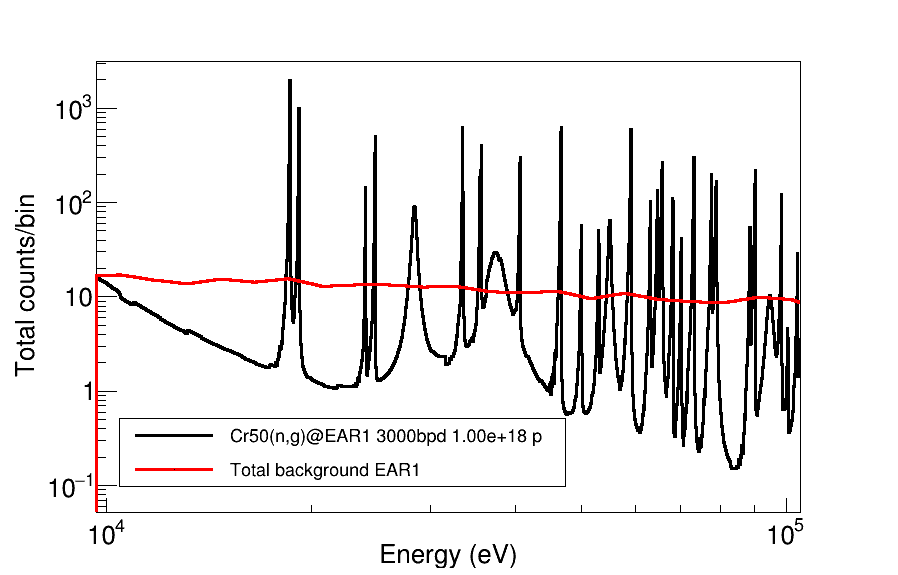 Total counts/bin
10³
10²
10
1
10⁻¹
Cr50(n,g)@EAR1 3000bpd 1.00e+18 p
Total background EAR1
10⁴
10⁵
Energy (eV)